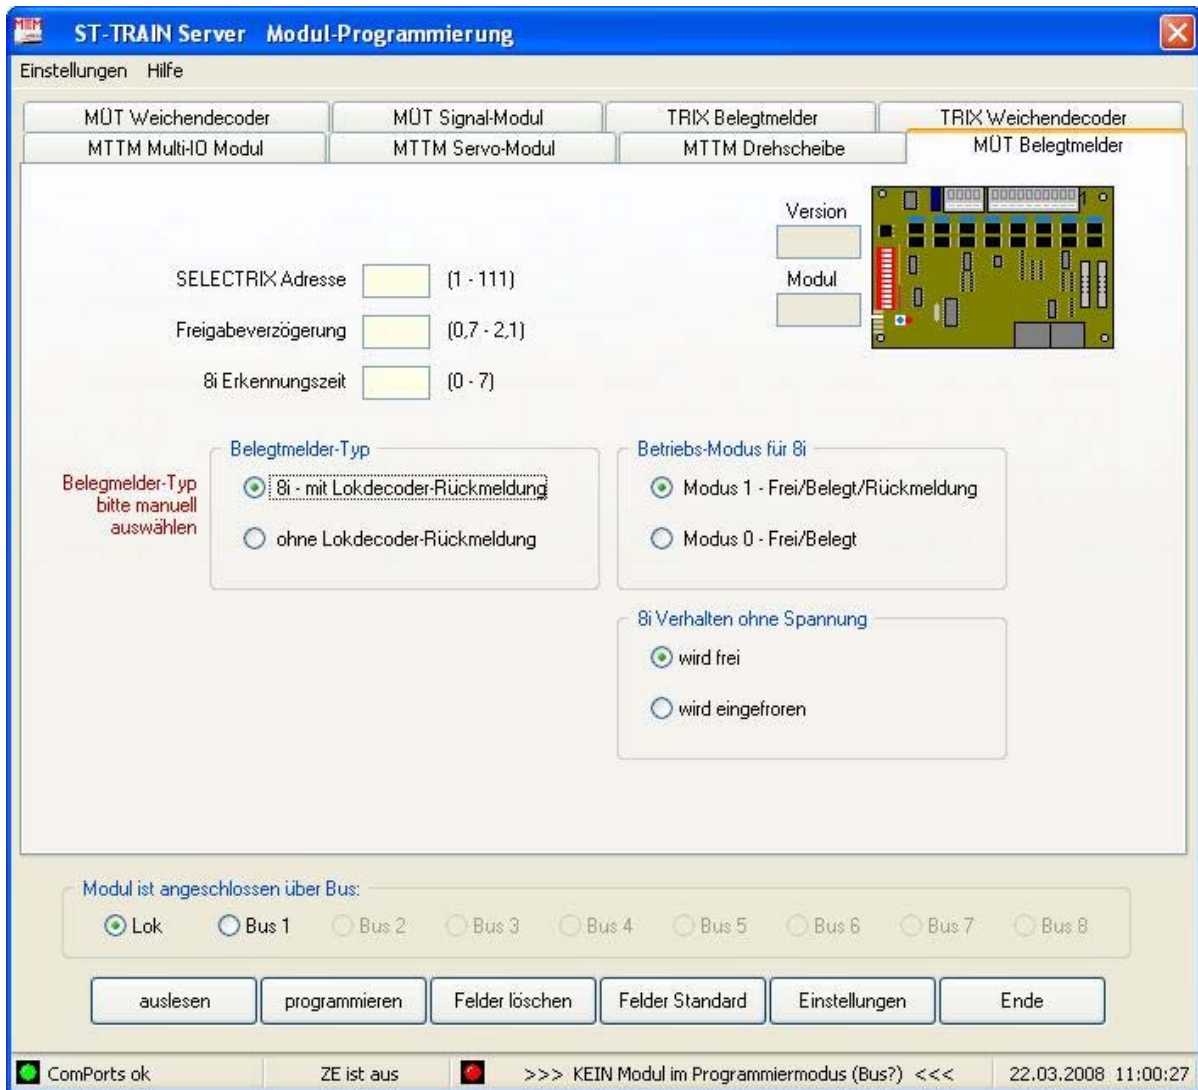 MEM
ST-TRAIN Server   Modul-Programmierung
Einstellungen   Hilfe
MÜT Weichendecoder   MÜT Signal-Modul   TRIX Belegtmelder   TRIX Weichendecoder
MTTM Multi-IO Modul   MTTM Servo-Modul   MTTM Drehscheibe   MÜT Belegtmelder
Version
Modul
SELECTRIX Adresse   (1 - 111)
Freigabeverzögerung   (0,7 - 2,1)
8i Erkennungszeit   (0 - 7)
Belegmelder-Typ
bitte manuell
auswählen
Belegtmelder-Typ
8i - mit Lokdecoder-Rückmeldung
ohne Lokdecoder-Rückmeldung
Betriebs-Modus für 8i
Modus 1 - Frei/Belegt/Rückmeldung
Modus 0 - Frei/Belegt
8i Verhalten ohne Spannung
wird frei
wird eingefroren
Modul ist angeschlossen über Bus:
Lok   Bus 1   Bus 2   Bus 3   Bus 4   Bus 5   Bus 6   Bus 7   Bus 8
auslesen   programmieren   Felder löschen   Felder Standard   Einstellungen   Ende
ComPorts ok   ZE ist aus   >>> KEIN Modul im Programmiermodus (Bus?) <<<   22.03.2008 11:00:27